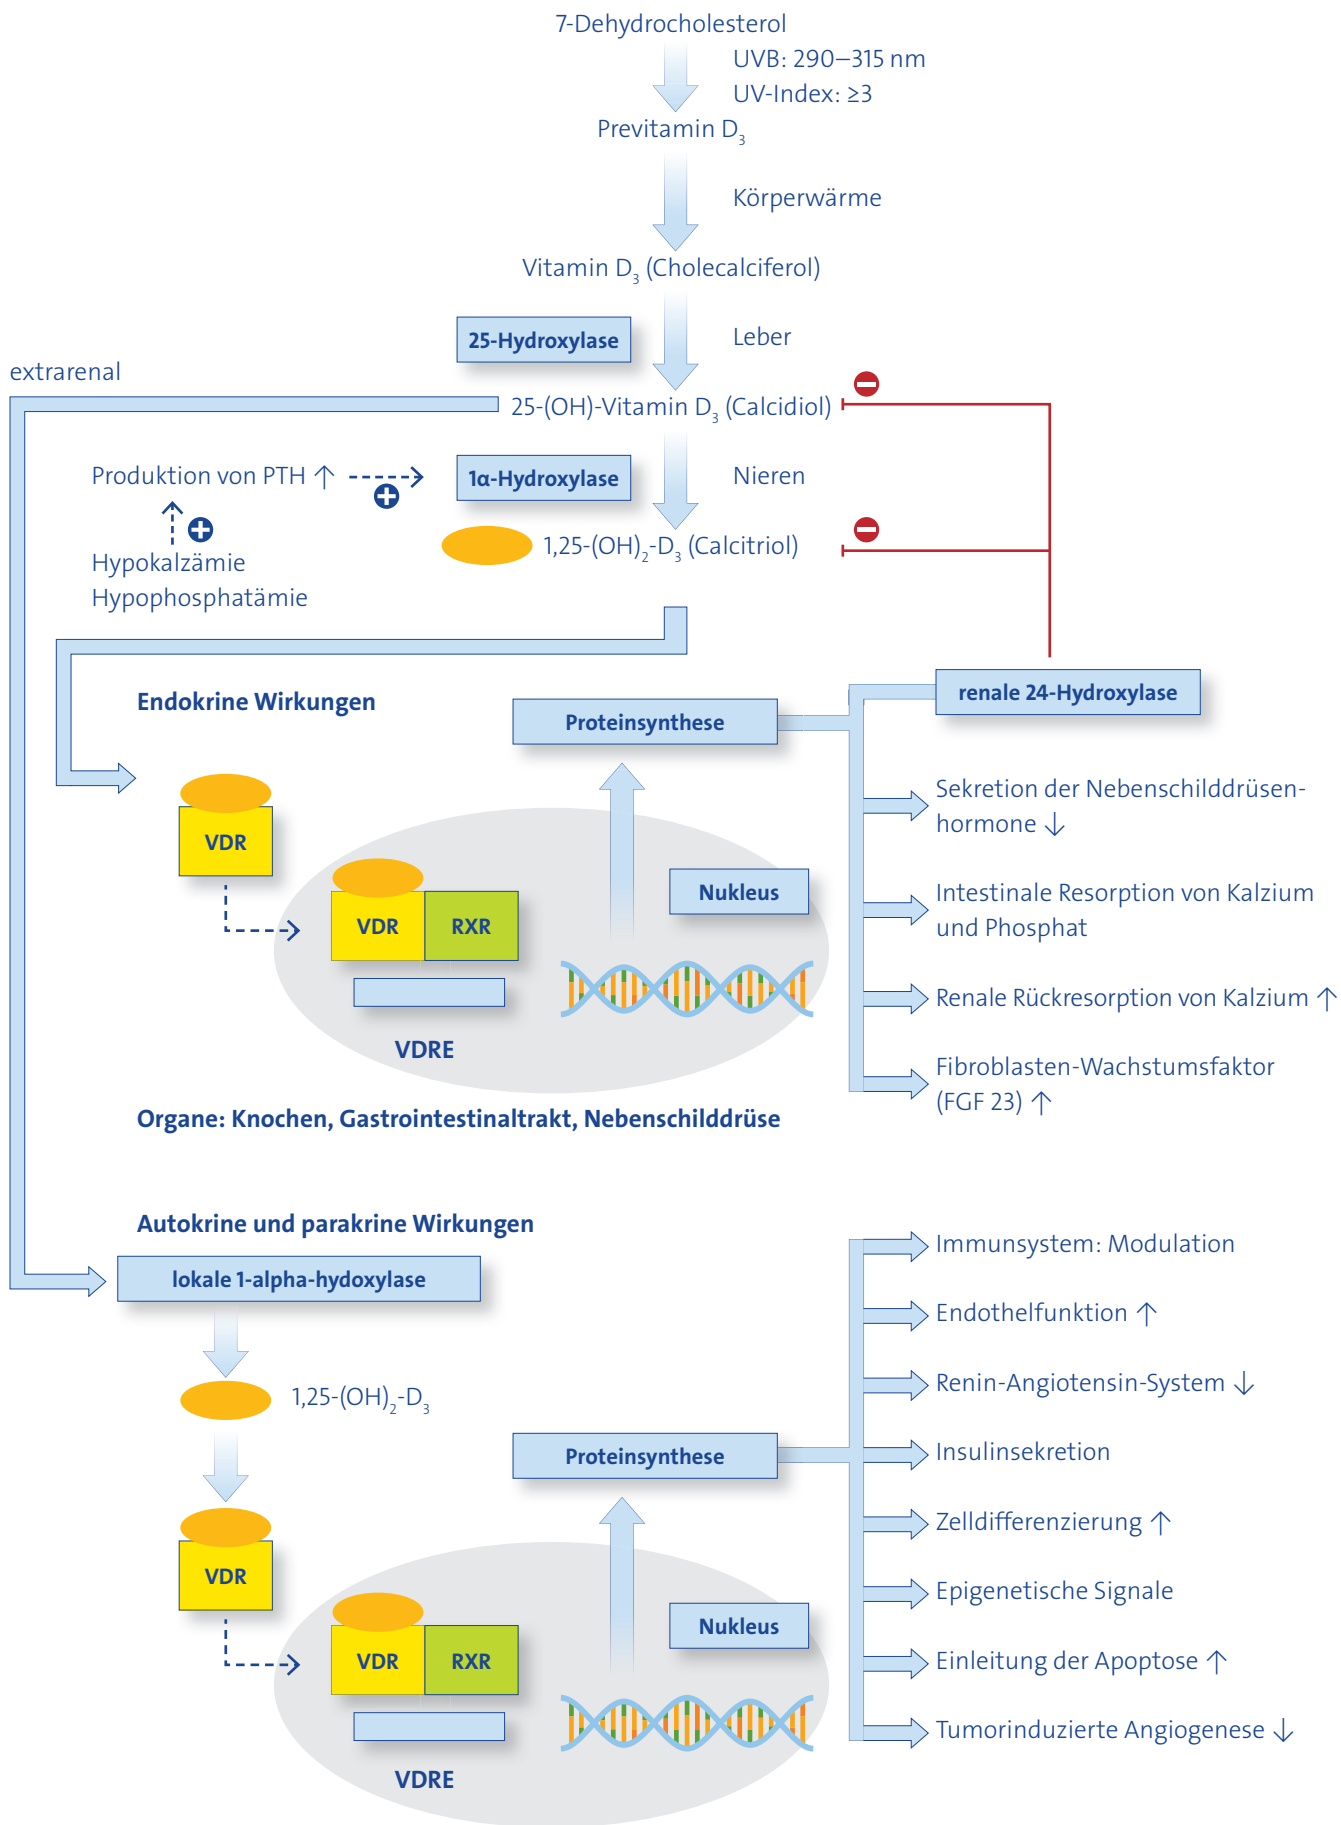 7-Dehydrocholesterol
UVB: 290–315 nm
UV-Index: ≥3
Previtamin D₃
Körperwärme
Vitamin D₃ (Cholecalciferol)
25-Hydroxylase
Leber
extrarenal
25-(OH)-Vitamin D₃ (Calcidiol)
Produktion von PTH ↑
1α-Hydroxylase
Nieren
1,25-(OH)₂-D₃ (Calcitriol)
Hypokalzämie
Hypophosphatämie
Endokrine Wirkungen
Proteinsynthese
renale 24-Hydroxylase
VDR
VDR
RXR
Nukleus
VDRE
Sekretion der Nebenschilddrüsen-
hormone ↓
Intestinale Resorption von Kalzium
und Phosphat
Renale Rückresorption von Kalzium ↑
Fibroblasten-Wachstumsfaktor
(FGF 23) ↑
Organe: Knochen, Gastrointestinaltrakt, Nebenschilddrüse
Autokrine und parakrine Wirkungen
lokale 1-alpha-hydoxylase
1,25-(OH)₂-D₃
Proteinsynthese
VDR
VDR
RXR
Nukleus
VDRE
Immunsystem: Modulation
Endothelfunktion ↑
Renin-Angiotensin-System ↓
Insulinsekretion
Zelldifferenzierung ↑
Epigenetische Signale
Einleitung der Apoptose ↑
Tumorinduzierte Angiogenese ↓